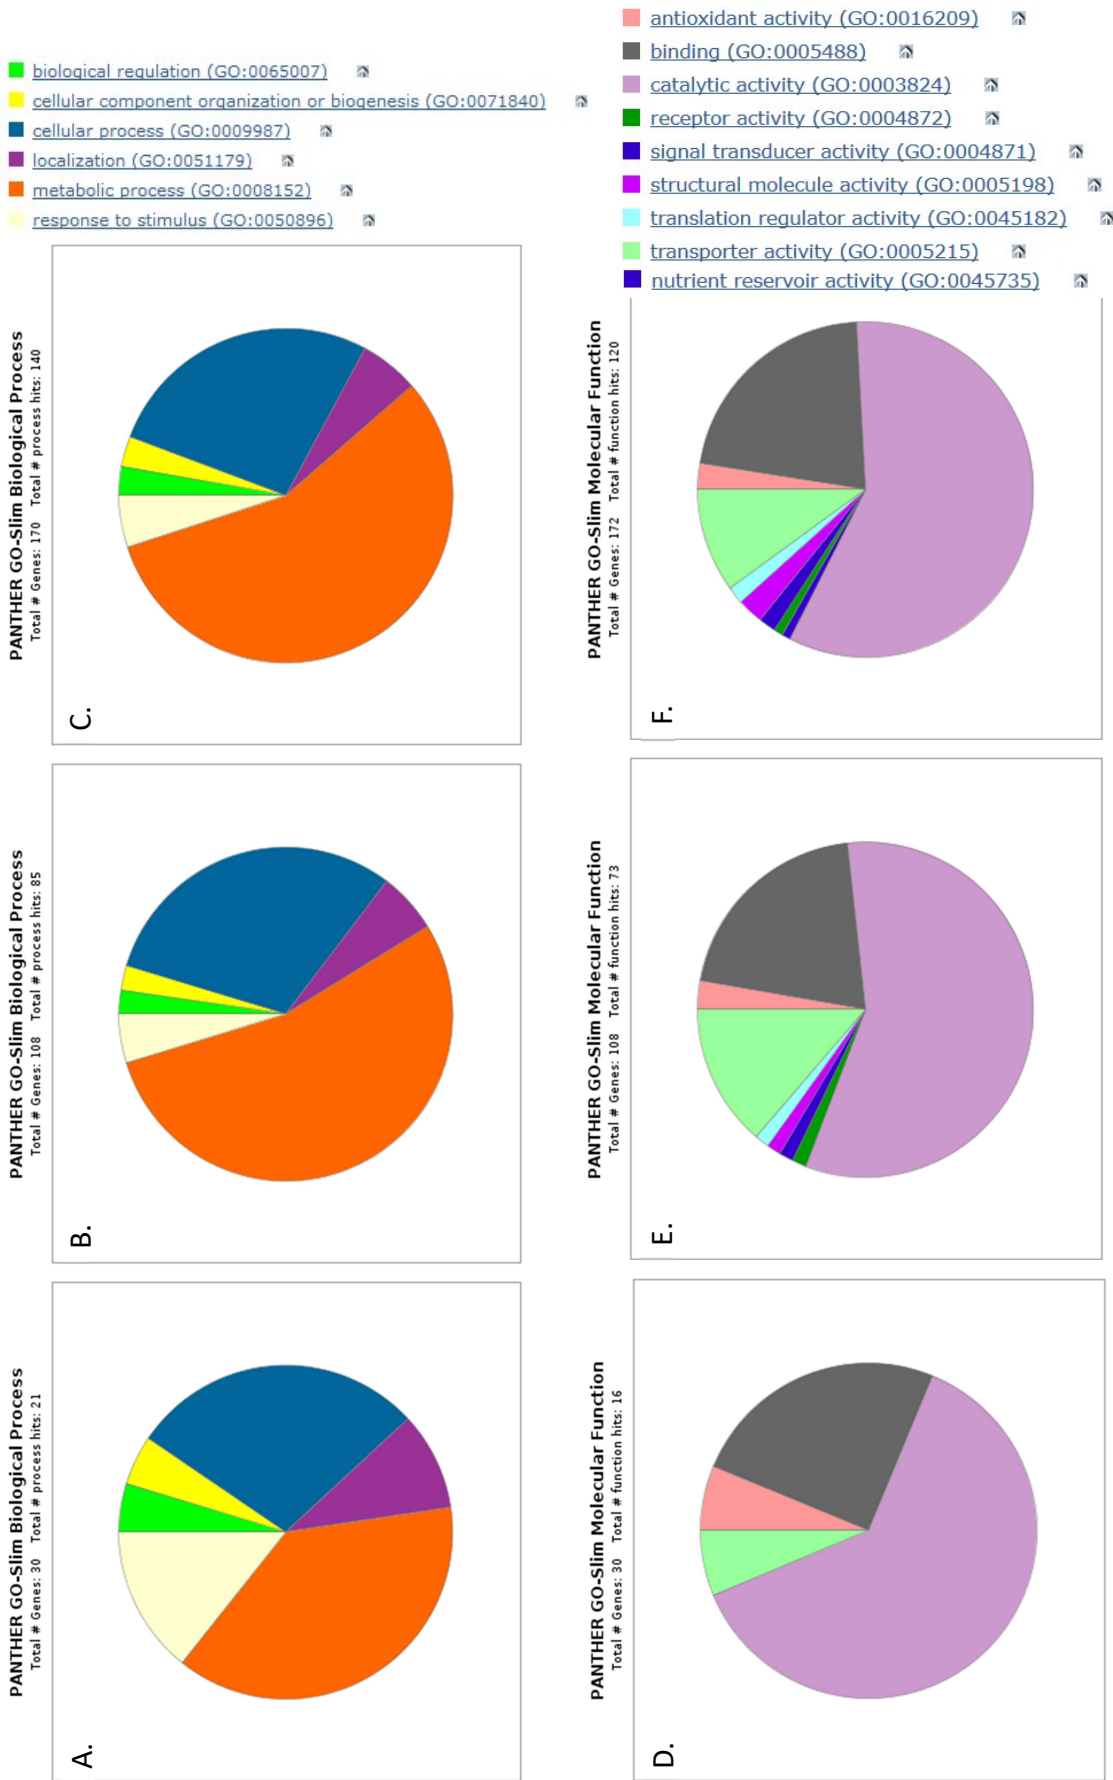 biological regulation (GO:0065007)
cellular component organization or biogenesis (GO:0071840)
cellular process (GO:0009987)
localization (GO:0051179)
metabolic process (GO:0008152)
response to stimulus (GO:0050896)
antioxidant activity (GO:0016209)
binding (GO:0005488)
catalytic activity (GO:0003824)
receptor activity (GO:0004872)
signal transducer activity (GO:0004871)
structural molecule activity (GO:0005198)
translation regulator activity (GO:0045182)
transporter activity (GO:0005215)
nutrient reservoir activity (GO:0045735)
PANTHER GO-Slim Biological Process
Total # Genes: 30 Total # process hits: 21
A.
PANTHER GO-Slim Biological Process
Total # Genes: 108 Total # process hits: 85
B.
PANTHER GO-Slim Biological Process
Total # Genes: 170 Total # process hits: 140
C.
PANTHER GO-Slim Molecular Function
Total # Genes: 30 Total # function hits: 16
D.
PANTHER GO-Slim Molecular Function
Total # Genes: 108 Total # function hits: 73
E.
PANTHER GO-Slim Molecular Function
Total # Genes: 172 Total # function hits: 120
F.